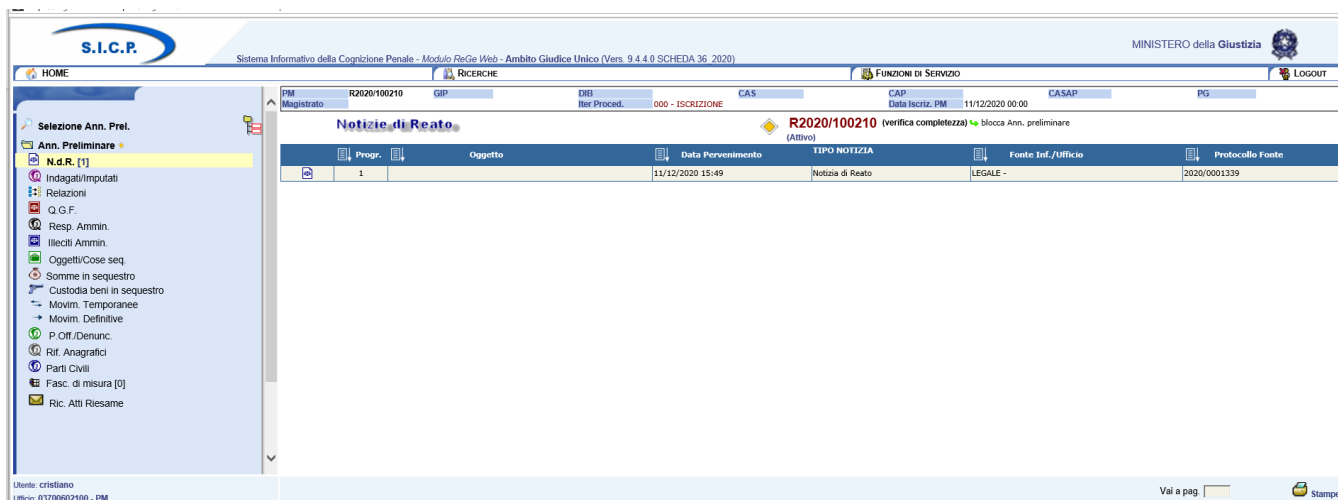 S.I.C.P.
Sistema Informativo della Cognizione Penale - Modulo ReGe Web - Ambito Giudice Unico (Vers. 9.4.4.0 SCHEDA 36_2020)
MINISTERO della Giustizia
HOME
RICERCHE
FUNZIONI DI SERVIZIO
LOGOUT
PM R2020/100210 GIP DIB CAS CAP CASAP PG
Magistrato Iter Proced. 000 - ISCRIZIONE Data Iscriz. PM 11/12/2020 00:00
Selezione Ann. Prel.
Ann. Preliminare
N.d.R. [1]
Indagati/Imputati
Relazioni
Q.G.F.
Resp. Ammin.
Illeciti Ammin.
Oggetti/Cose seq.
Somme in sequestro
Custodia beni in sequestro
Movim. Temporanee
Movim. Definitive
P.Off./Denunc.
Rif. Anagrafici
Parti Civili
Fasc. di misura [0]
Ric. Atti Riesame
Notizie di Reato
R2020/100210 (verifica completezza) blocca Ann. preliminare
(Attivo)
Progr. Oggetto Data Pervenimento TIPO NOTIZIA Fonte Inf./Ufficio Protocollo Fonte
1 11/12/2020 15:49 Notizia di Reato LEGALE - 2020/0001339
Utente: cristiano
Ufficio: 03700602100 - PM
Vai a pag.
Stampe